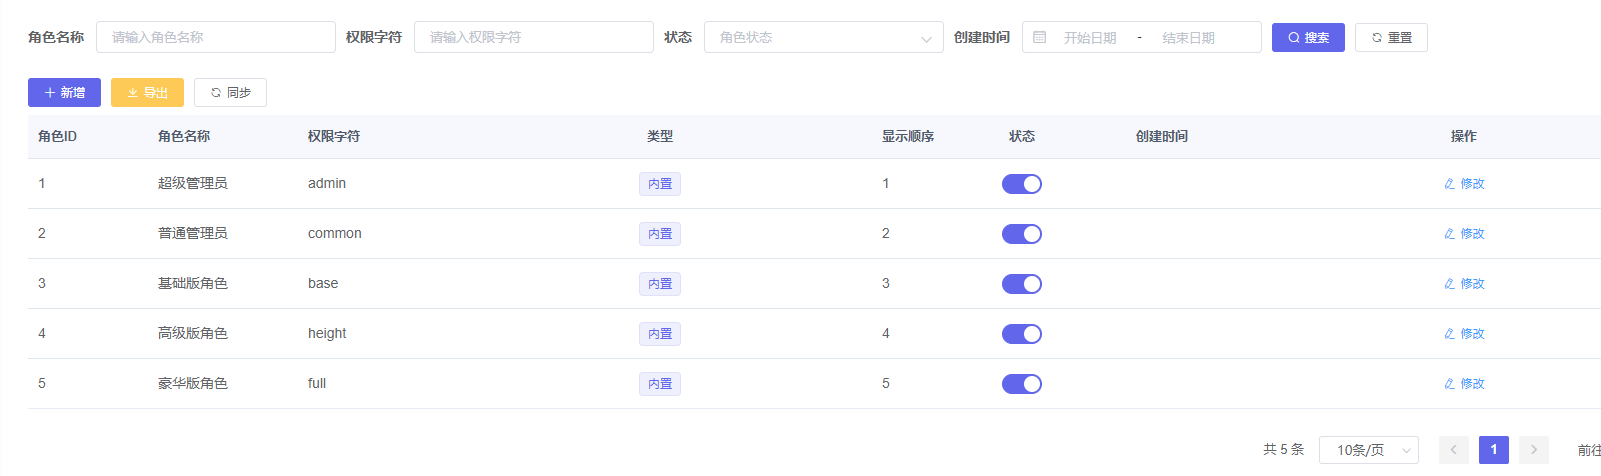 角色名称 请输入角色名称 权限字符 请输入权限字符 状态 角色状态 创建时间 开始日期 - 结束日期 搜索 重置
新增 导出 同步
角色ID 角色名称 权限字符 类型 显示顺序 状态 创建时间 操作
1 超级管理员 admin 内置 1 修改
2 普通管理员 common 内置 2 修改
3 基础版角色 base 内置 3 修改
4 高级版角色 height 内置 4 修改
5 豪华版角色 full 内置 5 修改
共 5 条 10条/页 1 前往